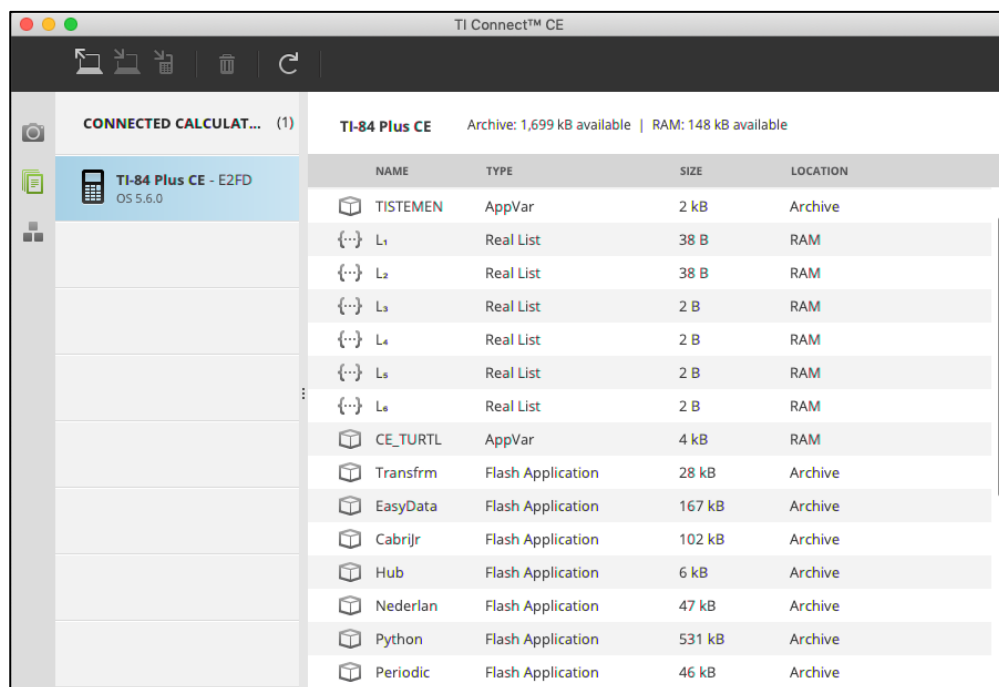 TI Connect™ CE
CONNECTED CALCULAT... (1)
TI-84 Plus CE Archive: 1,699 kB available | RAM: 148 kB available
TI-84 Plus CE - E2FD
OS 5.6.0
NAME TYPE SIZE LOCATION
TISTEMEN AppVar 2 kB Archive
L₁ Real List 38 B RAM
L₂ Real List 38 B RAM
L₃ Real List 2 B RAM
L₄ Real List 2 B RAM
L₅ Real List 2 B RAM
L₆ Real List 2 B RAM
CE_TURTL AppVar 4 kB RAM
Transfrm Flash Application 28 kB Archive
EasyData Flash Application 167 kB Archive
CabriJr Flash Application 102 kB Archive
Hub Flash Application 6 kB Archive
Nederlan Flash Application 47 kB Archive
Python Flash Application 531 kB Archive
Periodic Flash Application 46 kB Archive